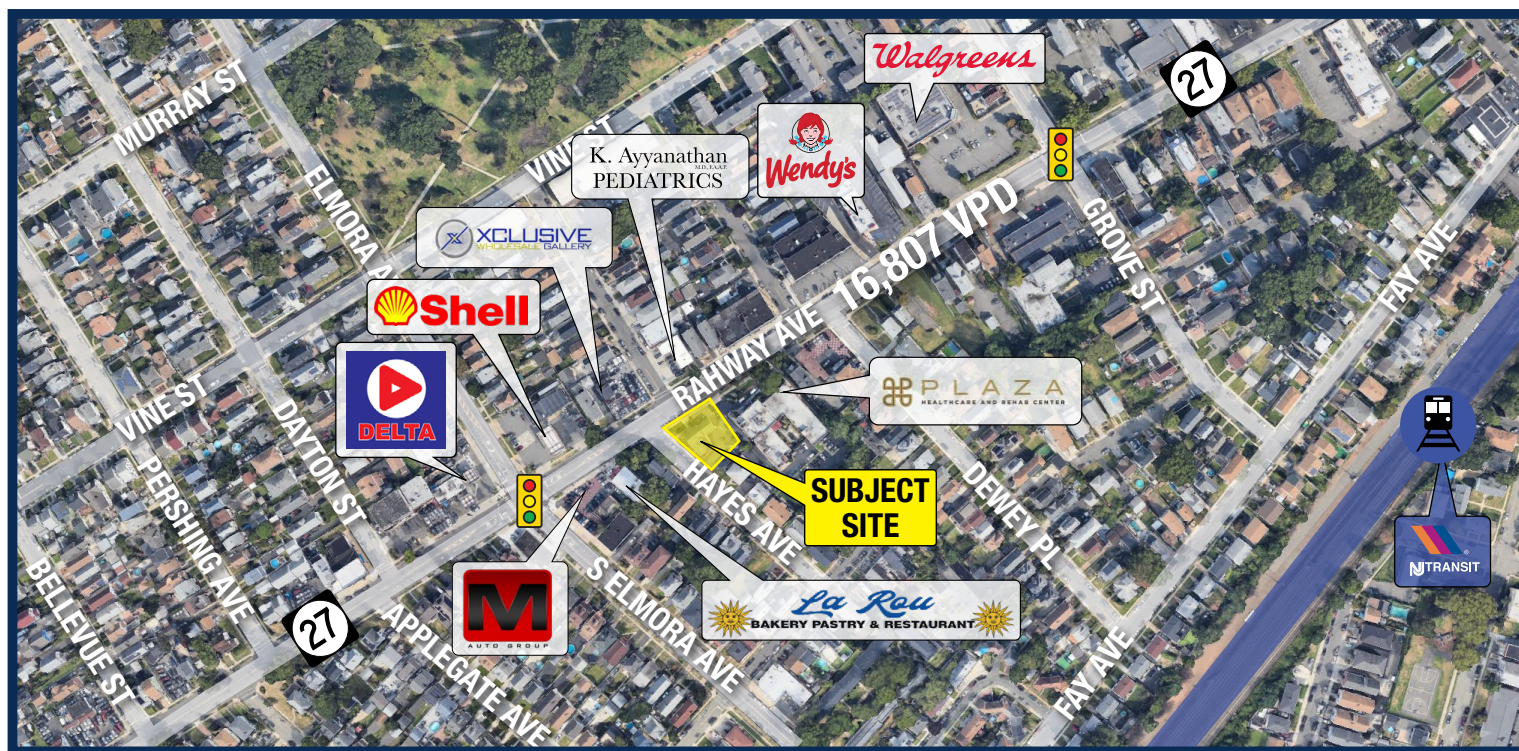 Walgreens
27
MURRAY ST
VINE ST
K. Ayyanathan
M.D., F.A.A.P.
PEDIATRICS
Wendy's
ELMORA AVE
XCLUSIVE
WHOLESALE GALLERY
16,807 VPD
GROVE ST
FAY AVE
Shell
RAHWAY AVE
DELTA
PLAZA
HEALTHCARE AND REHAB CENTER
VINE ST
DAYTON ST
PERSHING AVE
HAYES AVE
SUBJECT
SITE
DEWEY PL
NJ TRANSIT
BELLEVUE ST
27
M
AUTO GROUP
APPLEGATE AVE
S ELMORA AVE
La Rou
BAKERY PASTRY & RESTAURANT
FAY AVE